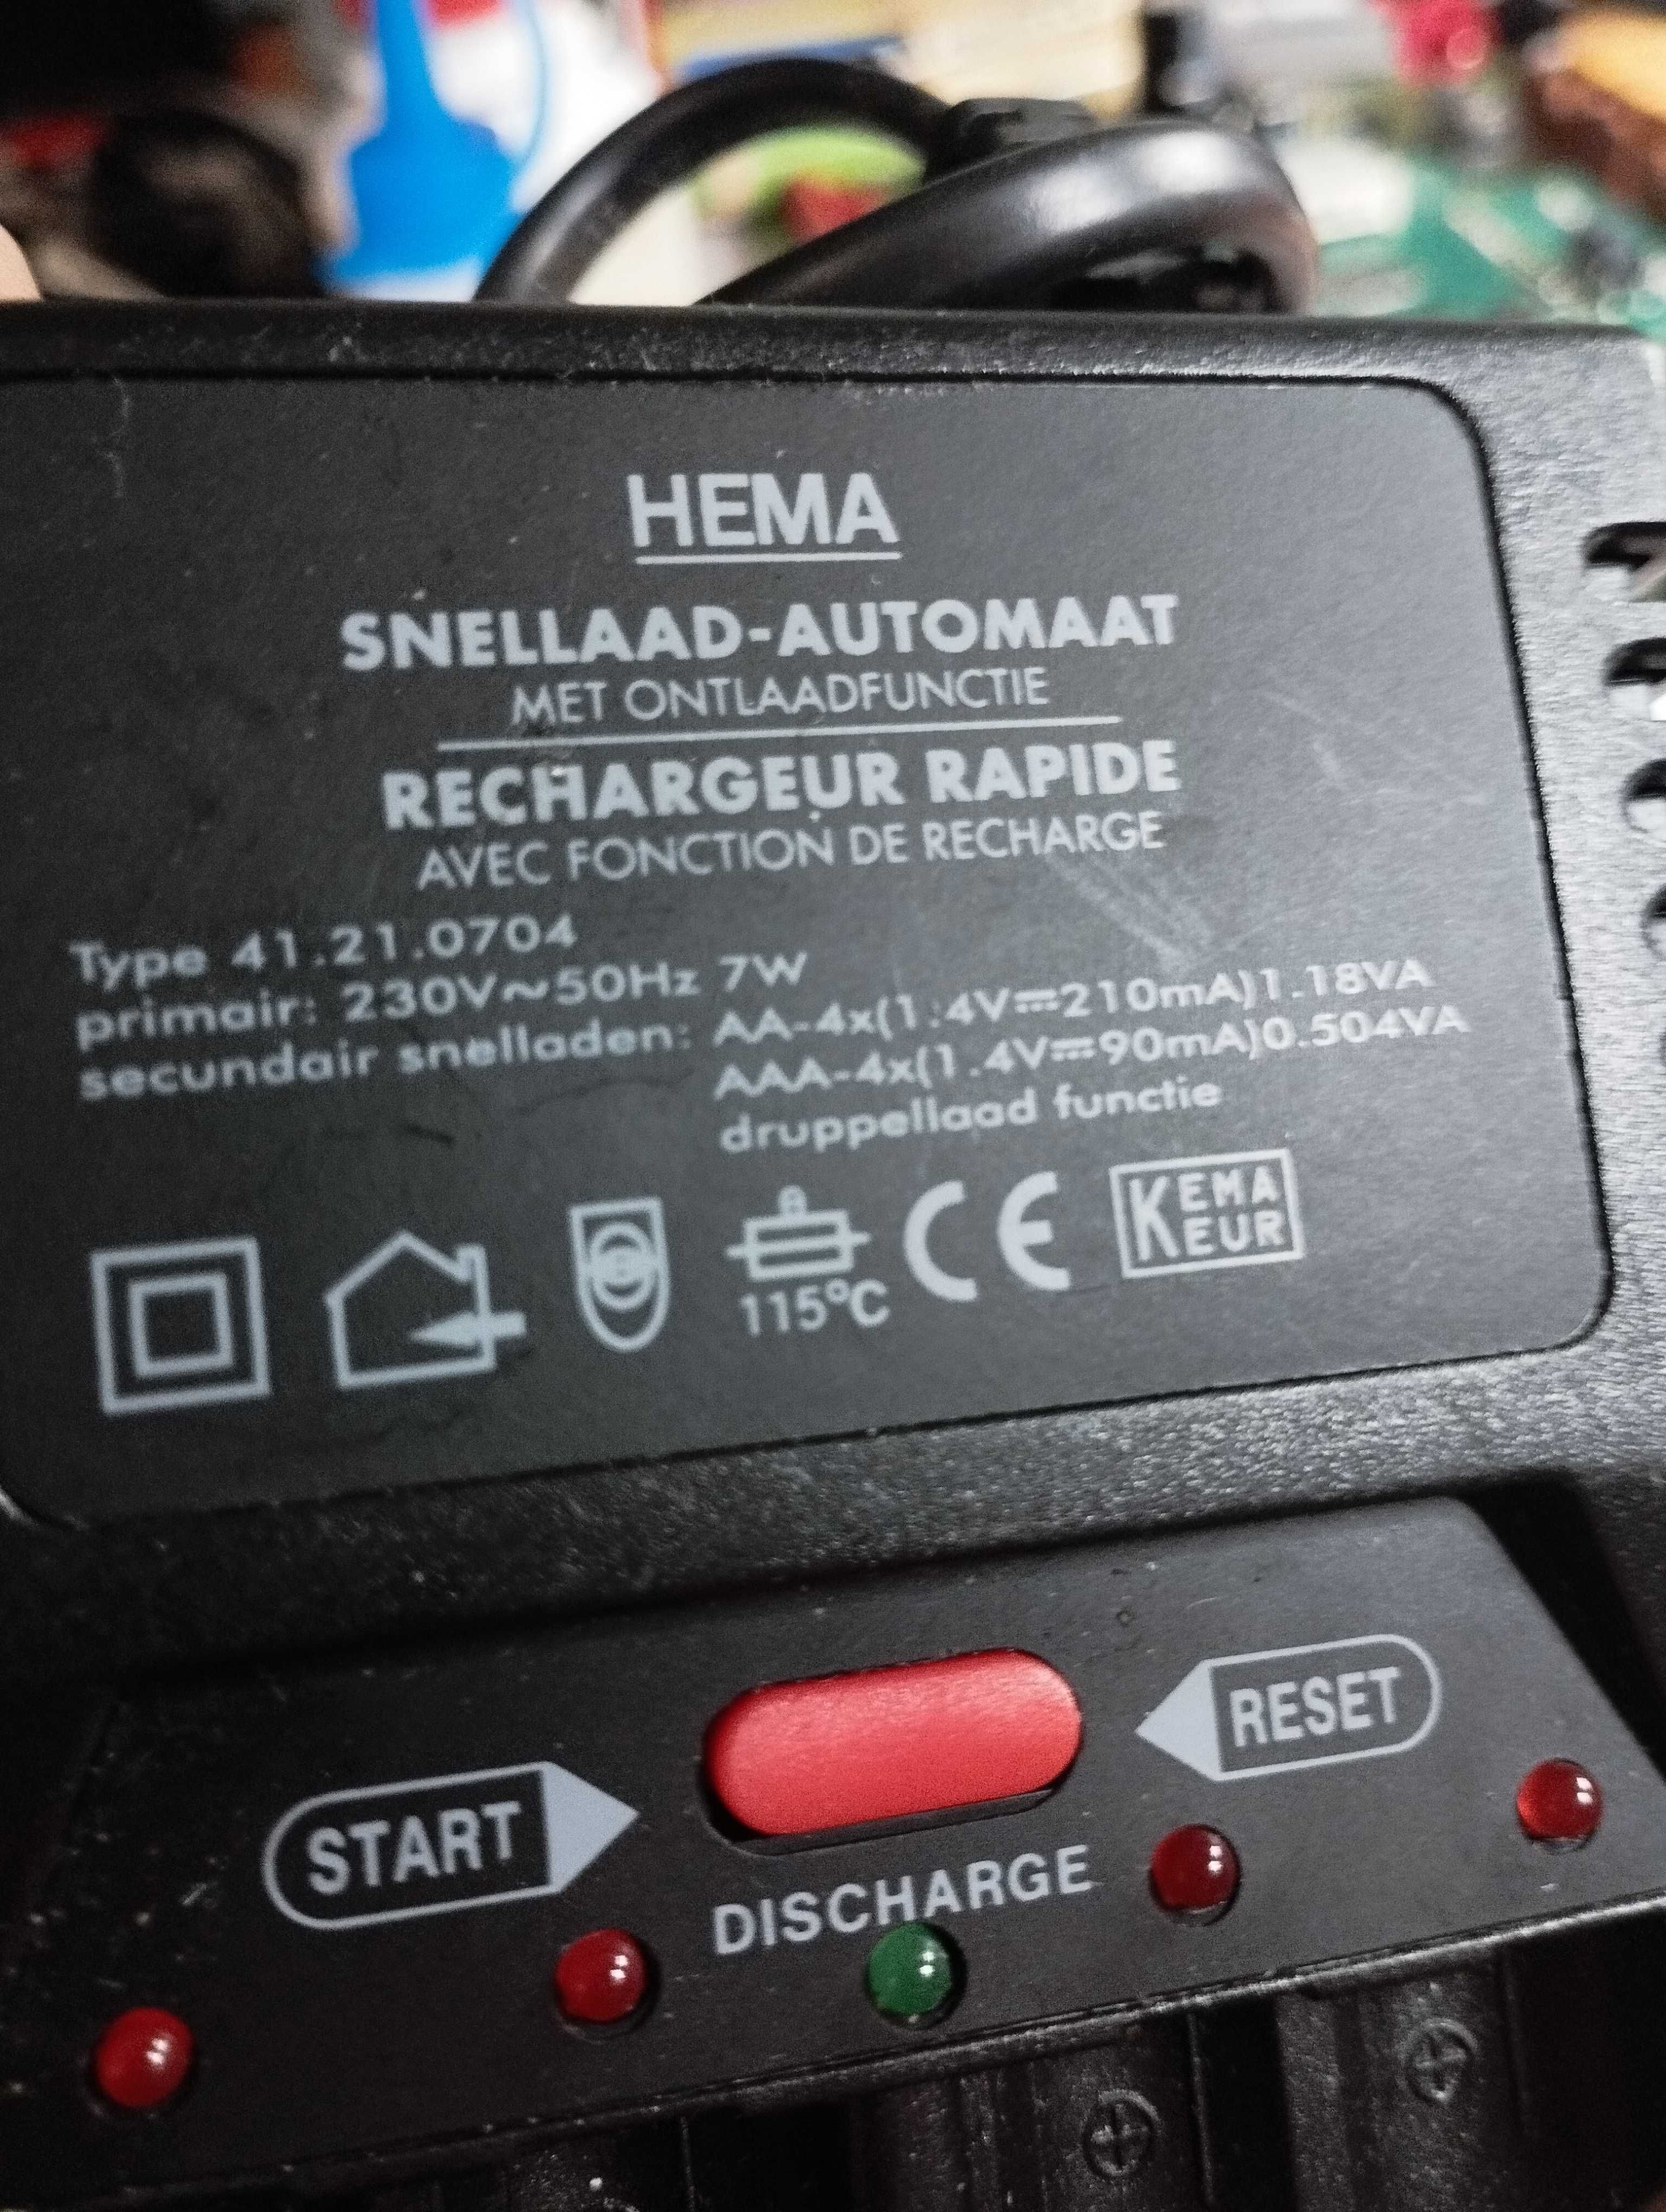 HEMA
SNELLAAD-AUTOMAAT
MET ONTLAADFUNCTIE
RECHARGEUR RAPIDE
AVEC FONCTION DE RECHARGE
Type 41.21.0704
primair: 230V~50Hz 7W
secundair snelladen: AA-4x(1.4V⎓210mA)1.18VA
AAA-4x(1.4V⎓90mA)0.504VA
druppellaad functie
115°C
CE
KEMA
KEUR
START
RESET
DISCHARGE